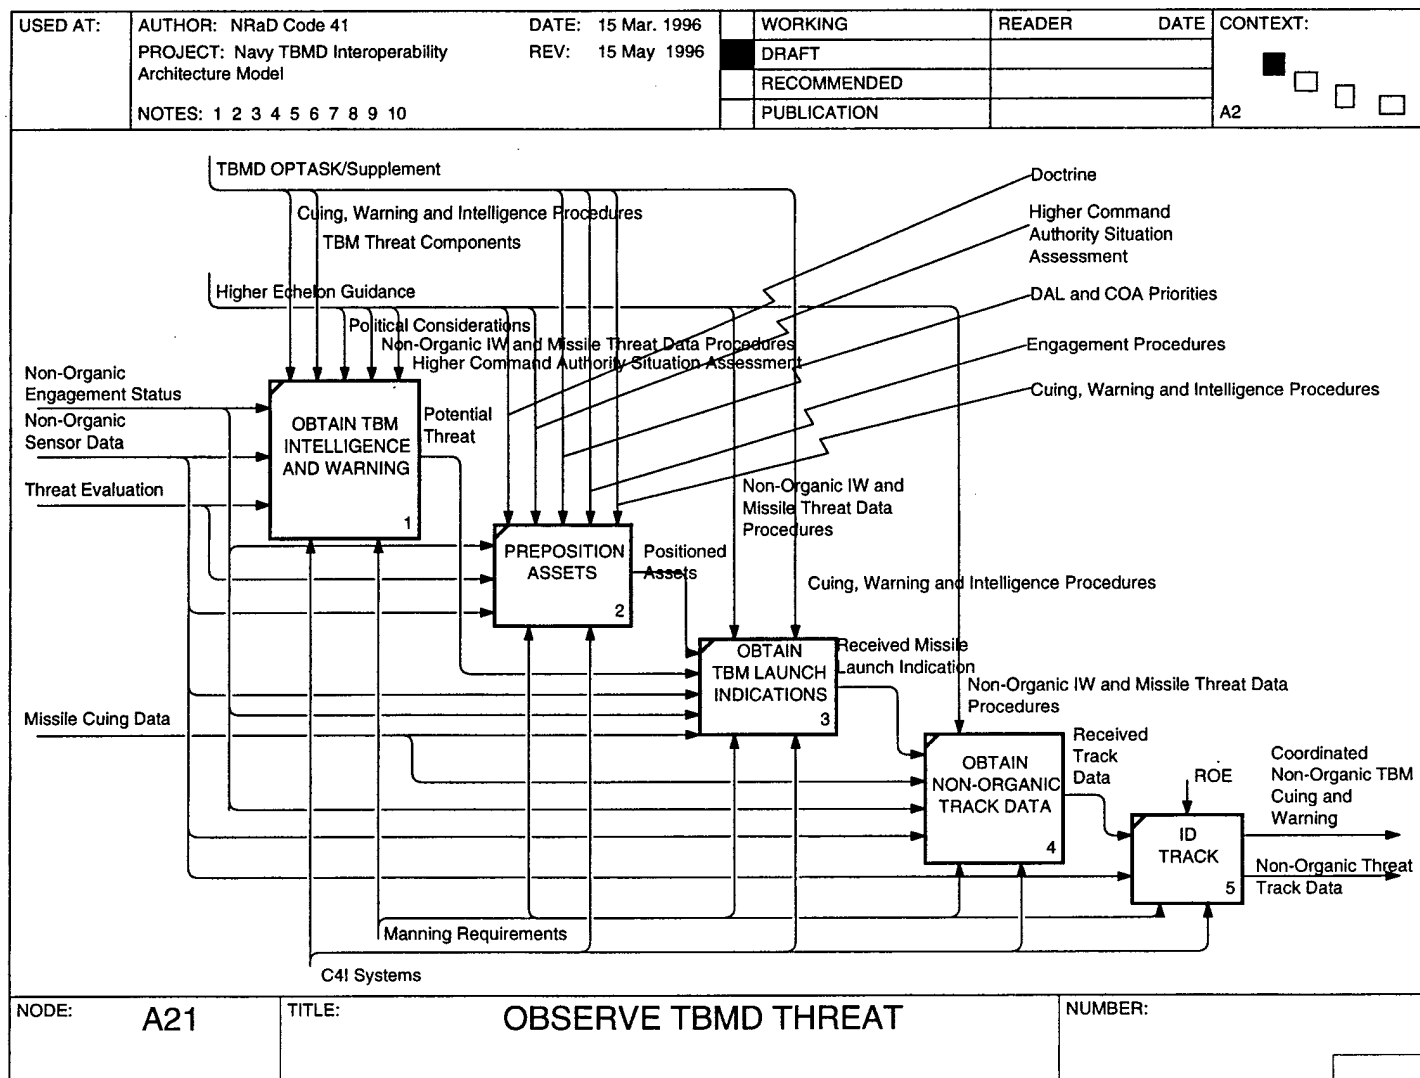 USED AT:
AUTHOR: NRaD Code 41
DATE: 15 Mar. 1996
PROJECT: Navy TBMD Interoperability
REV: 15 May 1996
Architecture Model
NOTES: 1 2 3 4 5 6 7 8 9 10
WORKING
DRAFT
RECOMMENDED
PUBLICATION
READER
DATE
CONTEXT:
A2
TBMD OPTASK/Supplement
Cuing, Warning and Intelligence Procedures
TBM Threat Components
Higher Echelon Guidance
Political Considerations
Non-Organic IW and Missile Threat Data Procedures
Higher Command Authority Situation Assessment
Doctrine
Higher Command
Authority Situation
Assessment
DAL and COA Priorities
Engagement Procedures
Cuing, Warning and Intelligence Procedures
Non-Organic
Engagement Status
Non-Organic
Sensor Data
Threat Evaluation
OBTAIN TBM
INTELLIGENCE
AND WARNING
1
Potential
Threat
Non-Organic IW and
Missile Threat Data
Procedures
PREPOSITION
ASSETS
2
Positioned
Assets
Cuing, Warning and Intelligence Procedures
OBTAIN
TBM LAUNCH
INDICATIONS
3
Received Missile
Launch Indication
Non-Organic IW and Missile Threat Data
Procedures
Missile Cuing Data
OBTAIN
NON-ORGANIC
TRACK DATA
4
Received
Track
Data
ROE
Coordinated
Non-Organic TBM
Cuing and
Warning
ID
TRACK
5
Non-Organic Threat
Track Data
Manning Requirements
C4I Systems
NODE:
A21
TITLE:
OBSERVE TBMD THREAT
NUMBER: